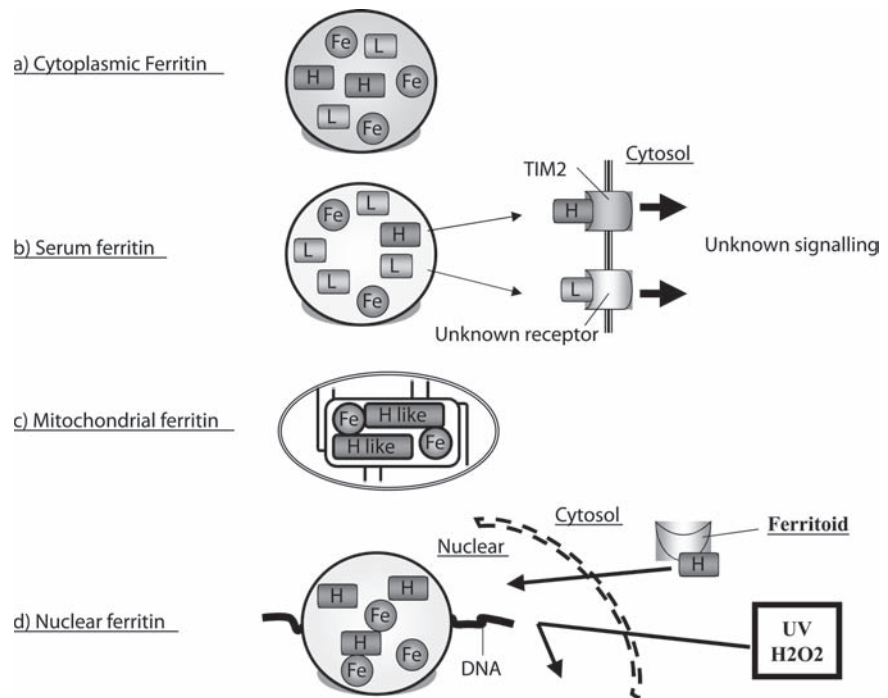 a) Cytoplasmic Ferritin
Fe
L
H
H
Fe
L
Fe
b) Serum ferritin
L
Fe
H
L
L
L
Fe
TIM2
Cytosol
H
L
Unknown signalling
Unknown receptor
c) Mitochondrial ferritin
Fe
H like
H like
Fe
d) Nuclear ferritin
H
H
Fe
H
Fe
Fe
DNA
Nuclear
Cytosol
Ferritoid
H
UV
H2O2